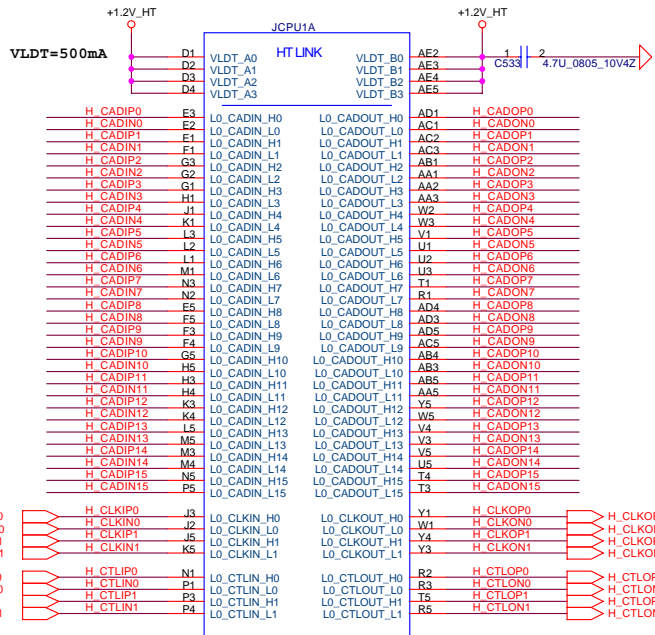 +1.2V_HT +1.2V_HT
JCPU1A
VLDT=500mA
HT LINK
D1 VLDT_A0 VLDT_B0 AE2 1 2
D2 VLDT_A1 VLDT_B1 AE3 C533 4.7U_0805_10V4Z
D3 VLDT_A2 VLDT_B2 AE4
D4 VLDT_A3 VLDT_B3 AE5
H_CADIP0 E3 L0_CADIN_H0 L0_CADOUT_H0 AD1 H_CADOP0
H_CADIN0 E2 L0_CADIN_L0 L0_CADOUT_L0 AC1 H_CADON0
H_CADIP1 E1 L0_CADIN_H1 L0_CADOUT_H1 AC2 H_CADOP1
H_CADIN1 F1 L0_CADIN_L1 L0_CADOUT_L1 AC3 H_CADON1
H_CADIP2 G3 L0_CADIN_H2 L0_CADOUT_H2 AB1 H_CADOP2
H_CADIN2 G2 L0_CADIN_L2 L0_CADOUT_L2 AA1 H_CADON2
H_CADIP3 G1 L0_CADIN_H3 L0_CADOUT_H3 AA2 H_CADOP3
H_CADIN3 H1 L0_CADIN_L3 L0_CADOUT_L3 AA3 H_CADON3
H_CADIP4 J1 L0_CADIN_H4 L0_CADOUT_H4 W2 H_CADOP4
H_CADIN4 K1 L0_CADIN_L4 L0_CADOUT_L4 W3 H_CADON4
H_CADIP5 L3 L0_CADIN_H5 L0_CADOUT_H5 V1 H_CADOP5
H_CADIN5 L2 L0_CADIN_L5 L0_CADOUT_L5 U1 H_CADON5
H_CADIP6 L1 L0_CADIN_H6 L0_CADOUT_H6 U2 H_CADOP6
H_CADIN6 M1 L0_CADIN_L6 L0_CADOUT_L6 U3 H_CADON6
H_CADIP7 N3 L0_CADIN_H7 L0_CADOUT_H7 T1 H_CADOP7
H_CADIN7 N2 L0_CADIN_L7 L0_CADOUT_L7 R1 H_CADON7
H_CADIP8 E5 L0_CADIN_H8 L0_CADOUT_H8 AD4 H_CADOP8
H_CADIN8 F5 L0_CADIN_L8 L0_CADOUT_L8 AD3 H_CADON8
H_CADIP9 F3 L0_CADIN_H9 L0_CADOUT_H9 AD5 H_CADOP9
H_CADIN9 F4 L0_CADIN_L9 L0_CADOUT_L9 AC5 H_CADON9
H_CADIP10 G5 L0_CADIN_H10 L0_CADOUT_H10 AB4 H_CADOP10
H_CADIN10 H5 L0_CADIN_L10 L0_CADOUT_L10 AB3 H_CADON10
H_CADIP11 H3 L0_CADIN_H11 L0_CADOUT_H11 AB5 H_CADOP11
H_CADIN11 H4 L0_CADIN_L11 L0_CADOUT_L11 AA5 H_CADON11
H_CADIP12 K3 L0_CADIN_H12 L0_CADOUT_H12 Y5 H_CADOP12
H_CADIN12 K4 L0_CADIN_L12 L0_CADOUT_L12 W5 H_CADON12
H_CADIP13 L5 L0_CADIN_H13 L0_CADOUT_H13 V4 H_CADOP13
H_CADIN13 M5 L0_CADIN_L13 L0_CADOUT_L13 V3 H_CADON13
H_CADIP14 M3 L0_CADIN_H14 L0_CADOUT_H14 V5 H_CADOP14
H_CADIN14 M4 L0_CADIN_L14 L0_CADOUT_L14 U5 H_CADON14
H_CADIP15 N5 L0_CADIN_H15 L0_CADOUT_H15 T4 H_CADOP15
H_CADIN15 P5 L0_CADIN_L15 L0_CADOUT_L15 T3 H_CADON15
H_CLKIP0 J3 L0_CLKIN_H0 L0_CLKOUT_H0 Y1 H_CLKOP0
H_CLKIN0 J2 L0_CLKIN_L0 L0_CLKOUT_L0 W1 H_CLKON0
H_CLKIP1 J5 L0_CLKIN_H1 L0_CLKOUT_H1 Y4 H_CLKOP1
H_CLKIN1 K5 L0_CLKIN_L1 L0_CLKOUT_L1 Y3 H_CLKON1
H_CTLIP0 N1 L0_CTLIN_H0 L0_CTLOUT_H0 R2 H_CTLOP0
H_CTLIN0 P1 L0_CTLIN_L0 L0_CTLOUT_L0 R3 H_CTLON0
H_CTLIP1 P3 L0_CTLIN_H1 L0_CTLOUT_H1 T5 H_CTLOP1
H_CTLIN1 P4 L0_CTLIN_L1 L0_CTLOUT_L1 R5 H_CTLON1